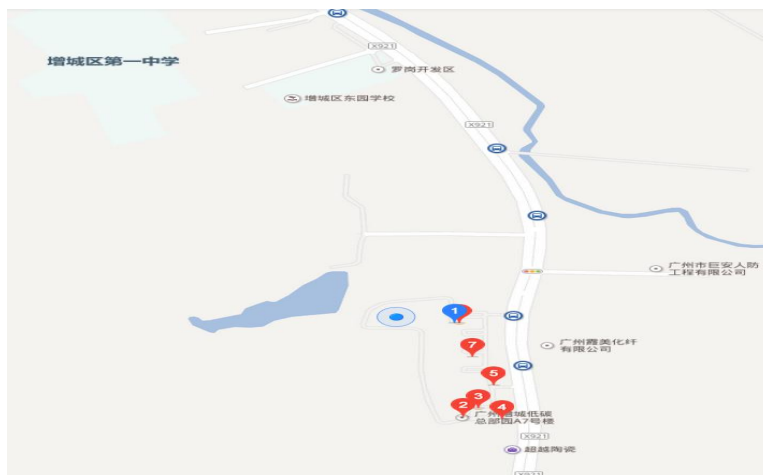 X921
增城区第一中学
罗岗开发区
增城区东园学校
X921
广州市巨安人防
工程有限公司
1
广州霞美化纤
有限公司
7
5
3
2
4
广州增城低碳
总部园A7号楼
X921
超越陶瓷
X921